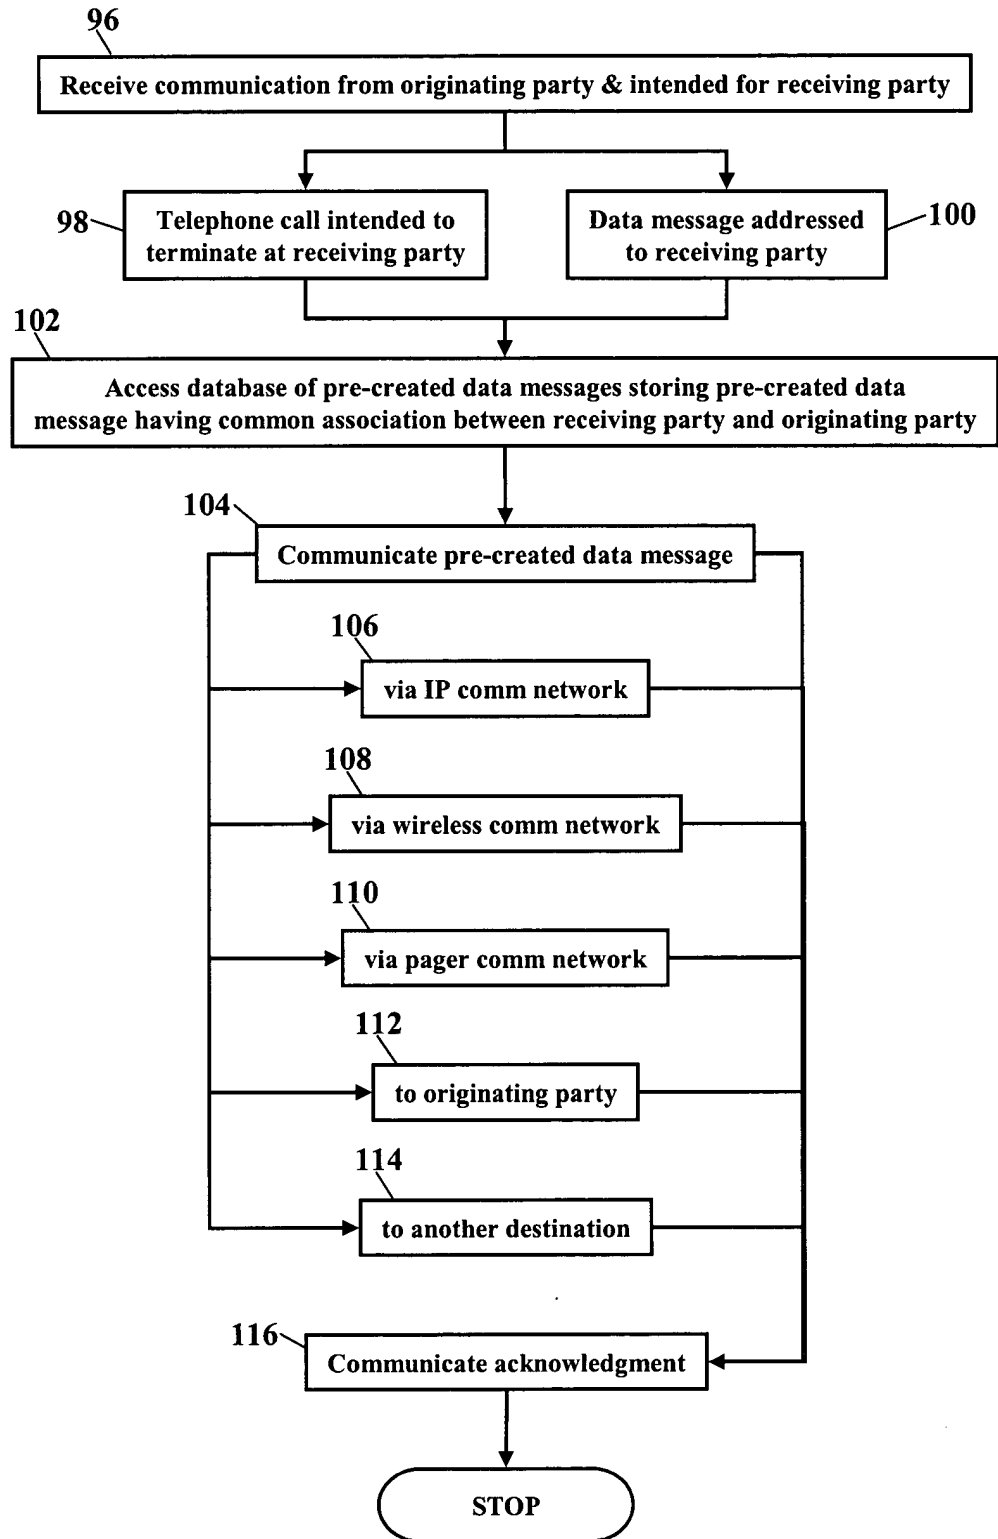 96
Receive communication from originating party & intended for receiving party
98
Telephone call intended to
terminate at receiving party
Data message addressed
to receiving party
100
102
Access database of pre-created data messages storing pre-created data
message having common association between receiving party and originating party
104
Communicate pre-created data message
106
via IP comm network
108
via wireless comm network
110
via pager comm network
112
to originating party
114
to another destination
116
Communicate acknowledgment
STOP